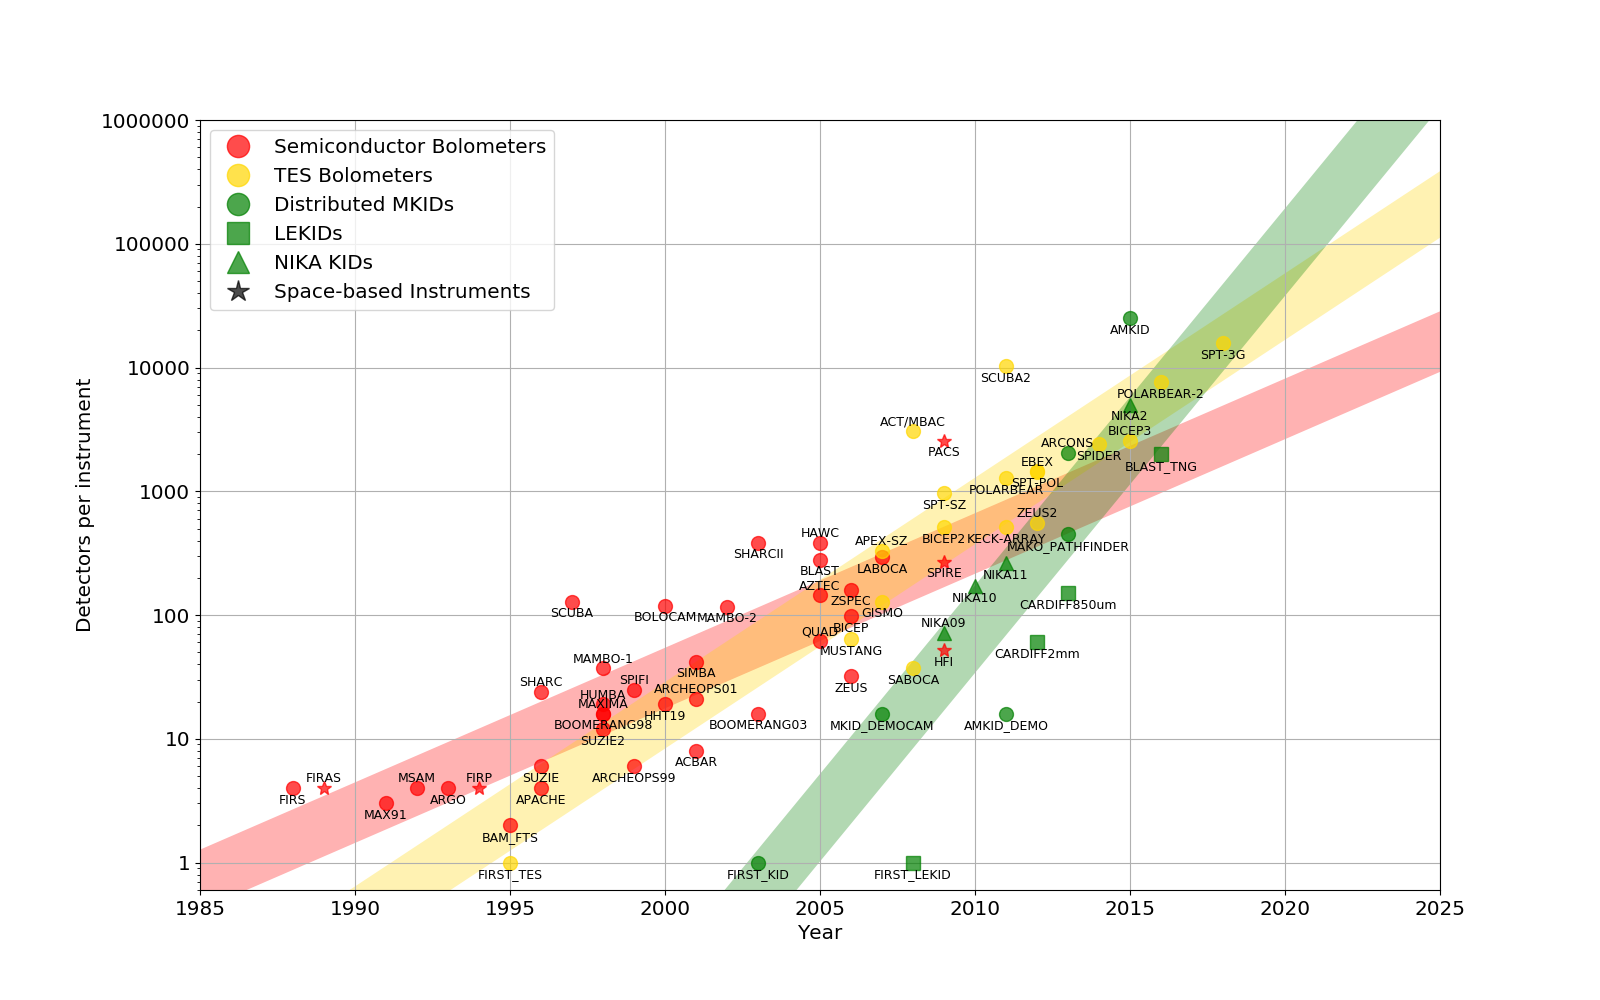 1000000
100000
10000
1000
100
10
1
Detectors per instrument
Semiconductor Bolometers
TES Bolometers
Distributed MKIDs
LEKIDs
NIKA KIDs
Space-based Instruments
AMKID
SPT-3G
SCUBA2
POLARBEAR-2
NIKA2
ACT/MBAC
BICEP3
ARCONS
PACS
SPIDER
EBEX
BLAST_TNG
SPT-POL
POLARBEAR
SPT-SZ
ZEUS2
HAWC
APEX-SZ
BICEP2
KECK-ARRAY
MAKO_PATHFINDER
SHARCII
BLAST
LABOCA
SPIRE
NIKA11
AZTEC
ZSPEC
NIKA10
CARDIFF850um
SCUBA
BOLOCAM
MAMBO-2
GISMO
NIKA09
QUAD
BICEP
MUSTANG
CARDIFF2mm
MAMBO-1
HFI
SIMBA
SHARC
SPIFI
SABOCA
ARCHEOPS01
ZEUS
HUMBA
MAXIMA
HHT19
BOOMERANG98
BOOMERANG03
MKID_DEMOCAM
AMKID_DEMO
SUZIE2
ACBAR
FIRAS
MSAM
FIRP
SUZIE
ARCHEOPS99
FIRS
ARGO
APACHE
MAX91
BAM_FTS
FIRST_TES
FIRST_KID
FIRST_LEKID
1985
1990
1995
2000
2005
2010
2015
2020
2025
Year